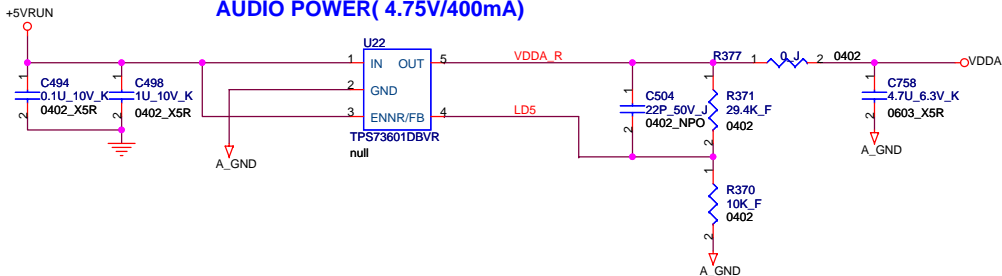 AUDIO POWER( 4.75V/400mA)
+5VRUN
U22
1 IN OUT 5
2 GND
3 ENNR/FB 4
TPS73601DBVR
null
VDDA_R
LD5
1
C494
0.1U_10V_K
0402_X5R
2
1
C498
1U_10V_K
0402_X5R
2
A_GND
1
C504
22P_50V_J
0402_NPO
2
R377 1 0_J 2 0402
1
R371
29.4K_F
0402
2
1
R370
10K_F
0402
2
A_GND
VDDA
1
C758
4.7U_6.3V_K
0603_X5R
2
A_GND